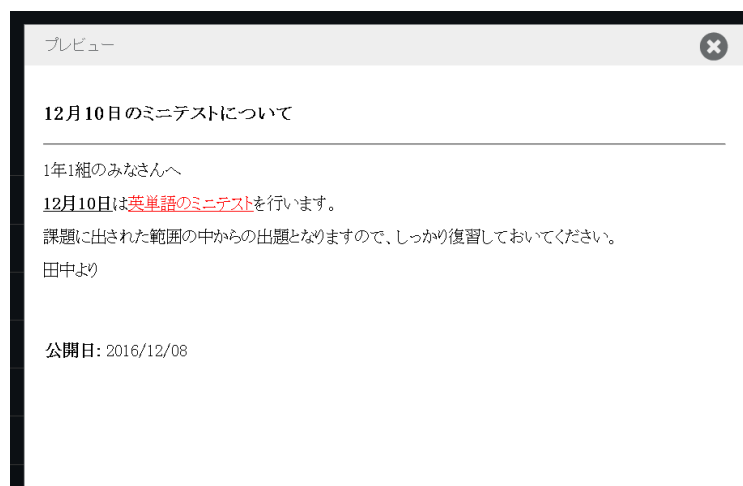 プレビュー
12月10日のミニテストについて
1年1組のみなさんへ
12月10日は英単語のミニテストを行います。
課題に出された範囲の中からの出題となりますので、しっかり復習しておいてください。
田中より
公開日: 2016/12/08